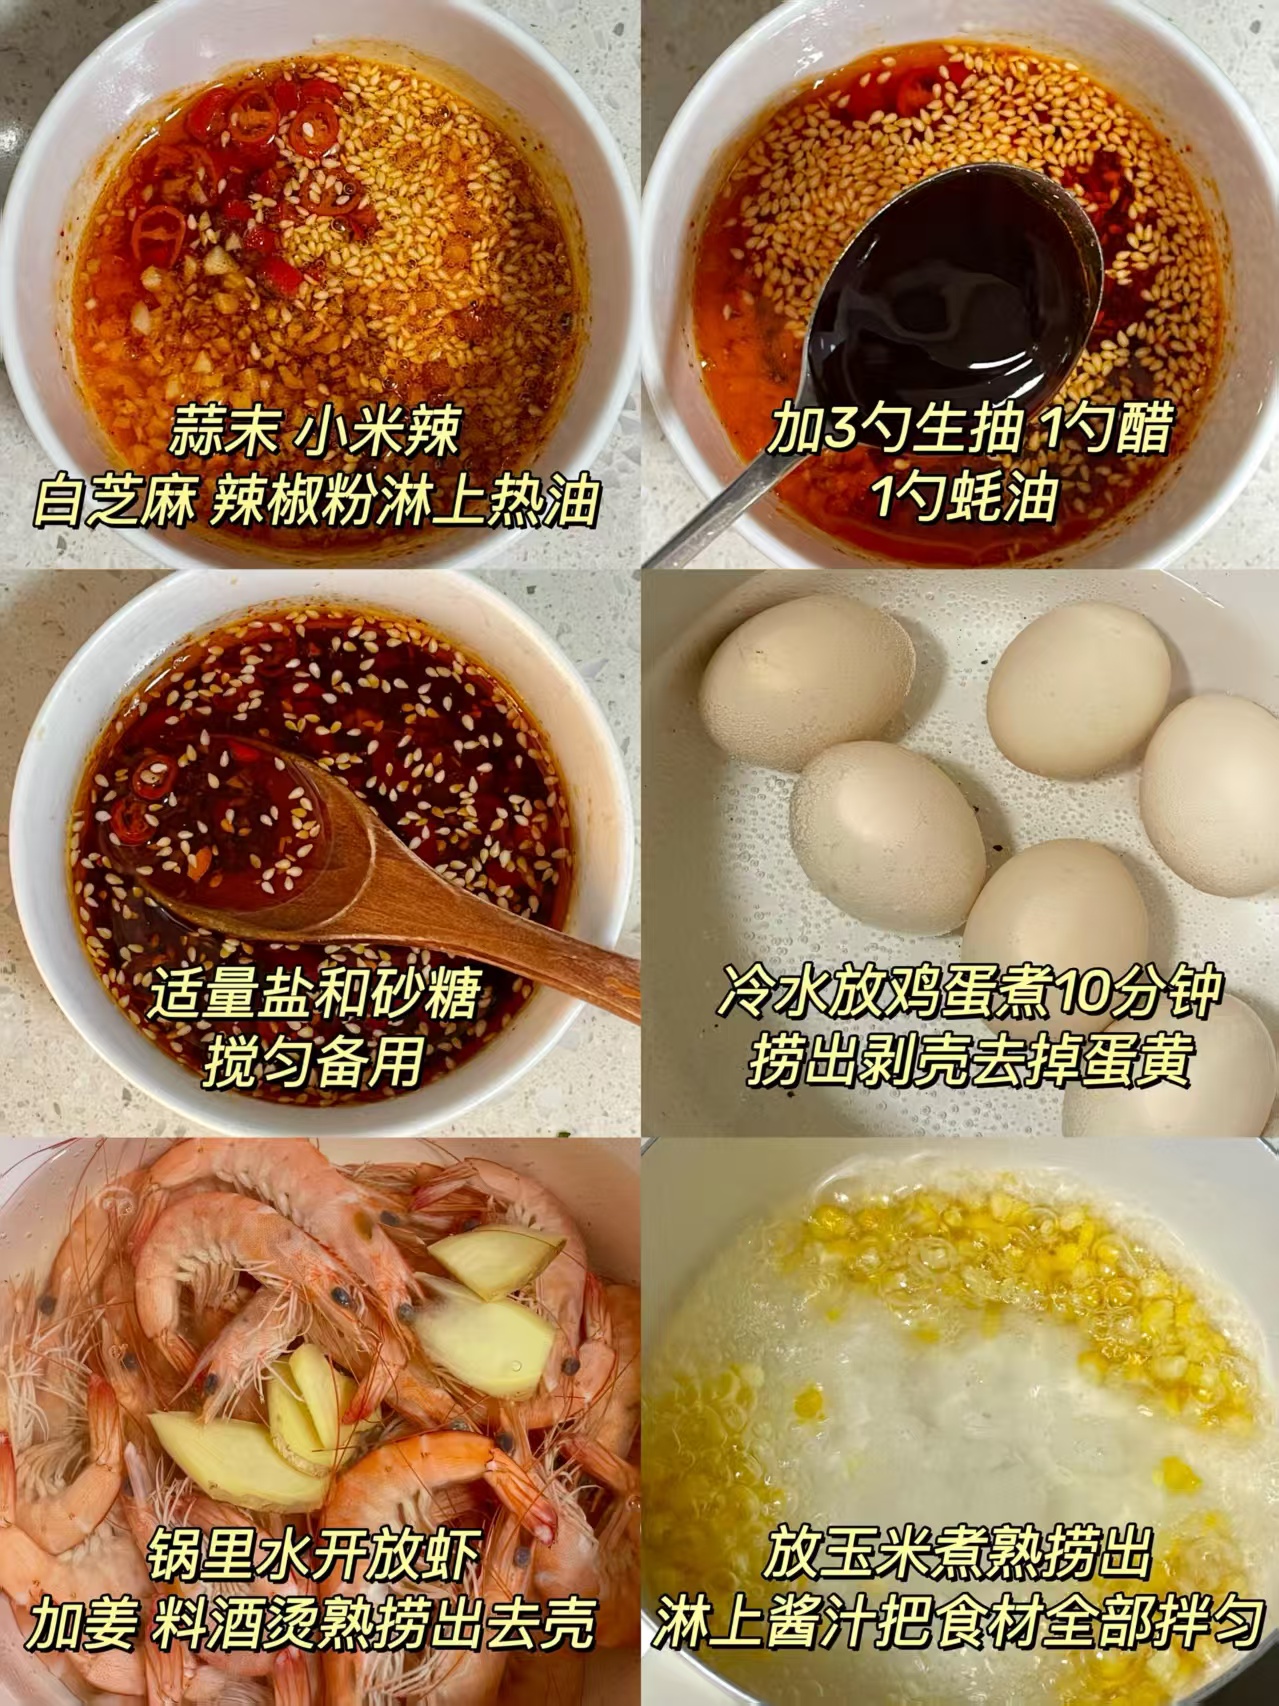 蒜末 小米辣
白芝麻 辣椒粉淋上热油
加3勺生抽 1勺醋
1勺蚝油
适量盐和砂糖
搅匀备用
冷水放鸡蛋煮10分钟
捞出剥壳去掉蛋黄
锅里水开放虾
加姜 料酒烫熟捞出去壳
放玉米煮熟捞出
淋上酱汁把食材全部拌匀